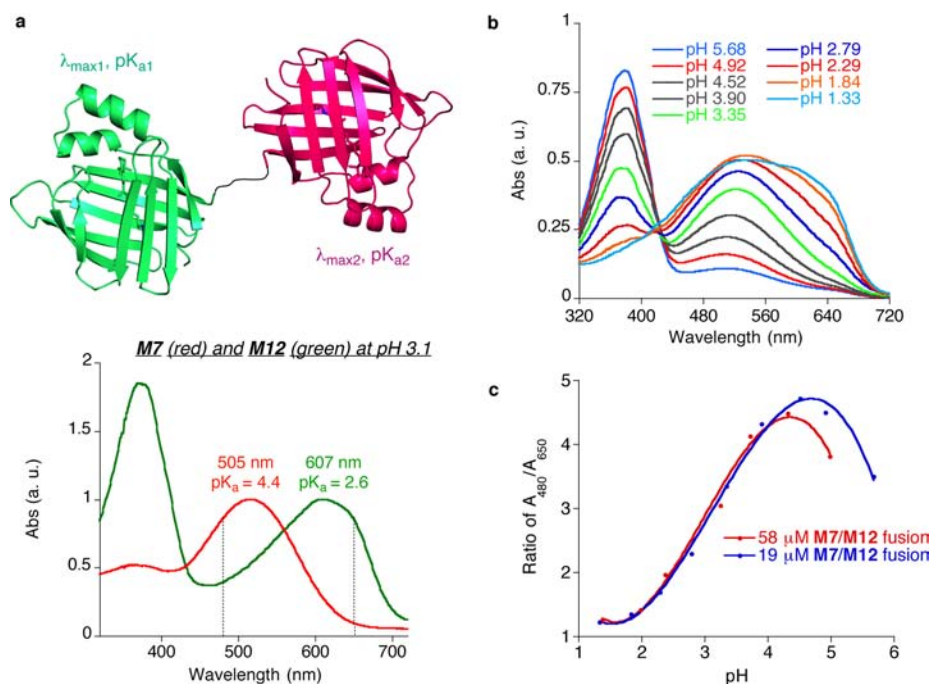 a
λmax1, pKa1
λmax2, pKa2
M7 (red) and M12 (green) at pH 3.1
2
1.5
1
0.5
0
Abs (a. u.)
505 nm
pKa = 4.4
607 nm
pKa = 2.6
400 500 600 700
Wavelength (nm)
b
Abs (a. u.)
0.75
0.5
0.25
0
pH 5.68
pH 4.92
pH 4.52
pH 3.90
pH 3.35
pH 2.79
pH 2.29
pH 1.84
pH 1.33
320 400 480 560 640 720
Wavelength (nm)
c
Ratio of A480/A650
5
4
3
2
1
58 μM M7/M12 fusion
19 μM M7/M12 fusion
1 2 3 4 5 6
pH